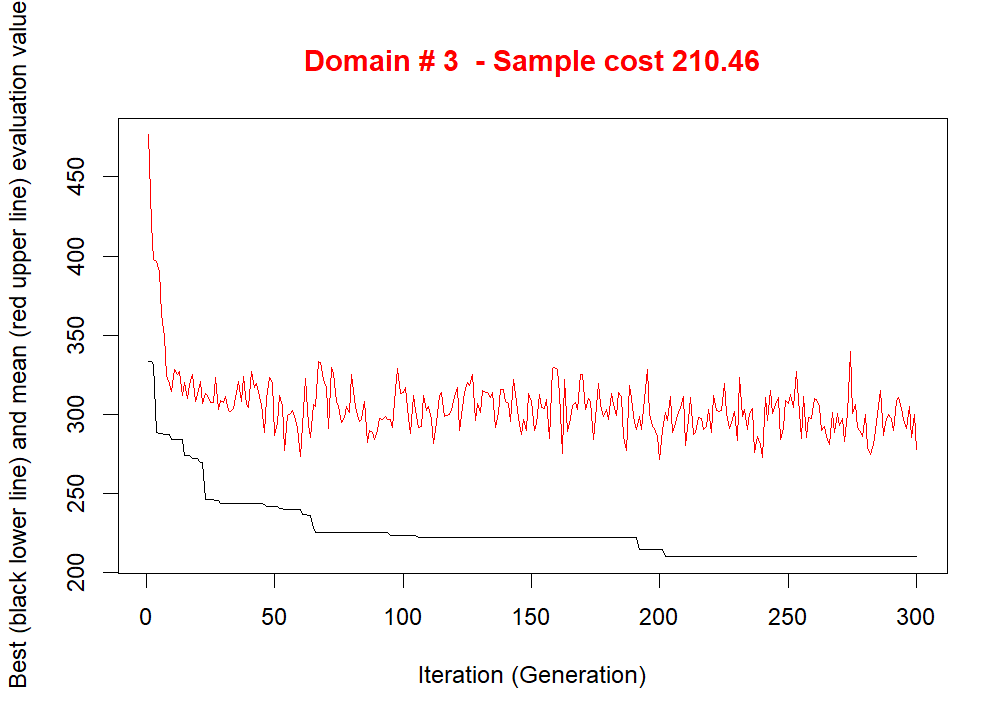 Domain # 3  - Sample cost 210.46
Best (black lower line) and mean (red upper line) evaluation value
450
400
350
300
250
200
0 50 100 150 200 250 300
Iteration (Generation)